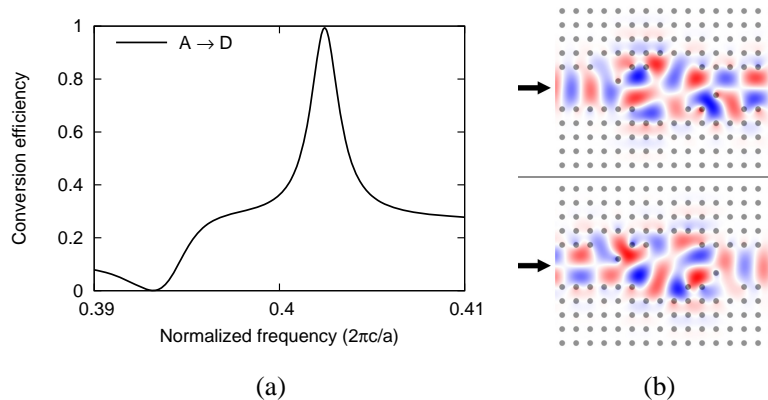 1
0.8
0.6
0.4
0.2
0
A → D
Conversion efficiency
0.39
0.4
0.41
Normalized frequency (2πc/a)
(a)
(b)